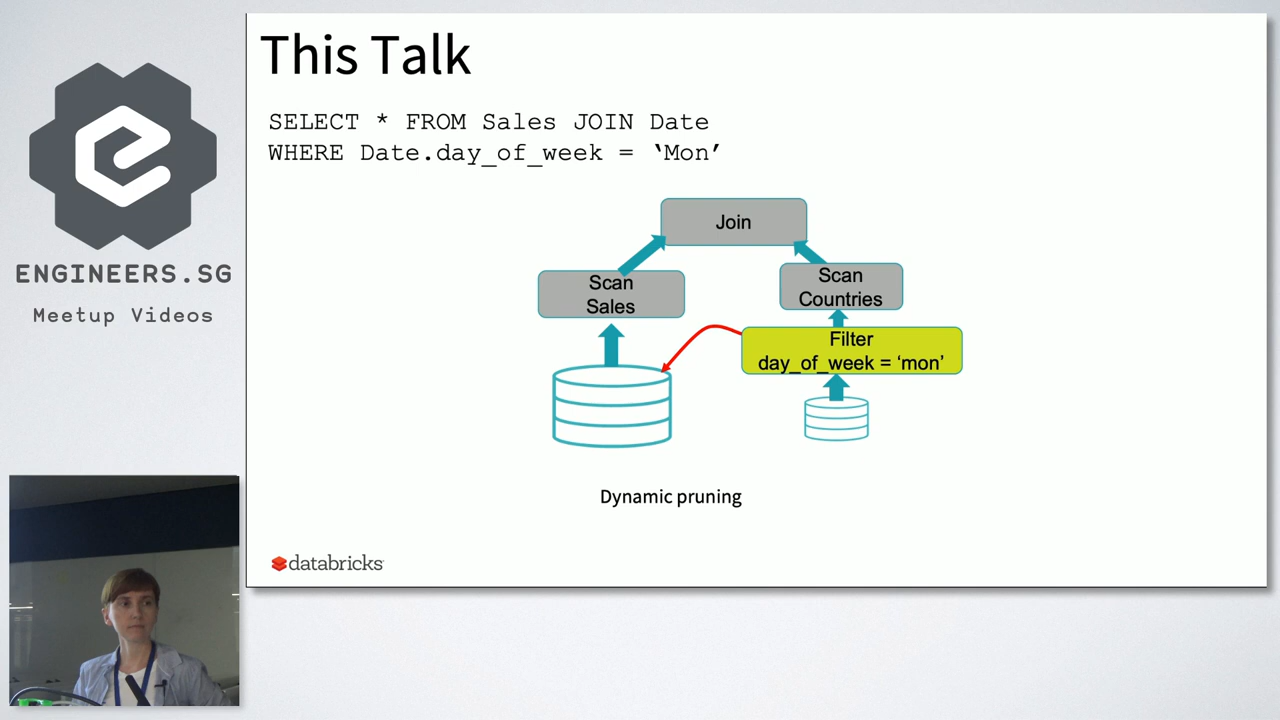 This Talk
SELECT * FROM Sales JOIN Date
WHERE Date.day_of_week = ‘Mon’
Join
Scan
Sales
Scan
Countries
Filter
day_of_week = ‘mon’
Dynamic pruning
databricks
ENGINEERS.SG
Meetup Videos